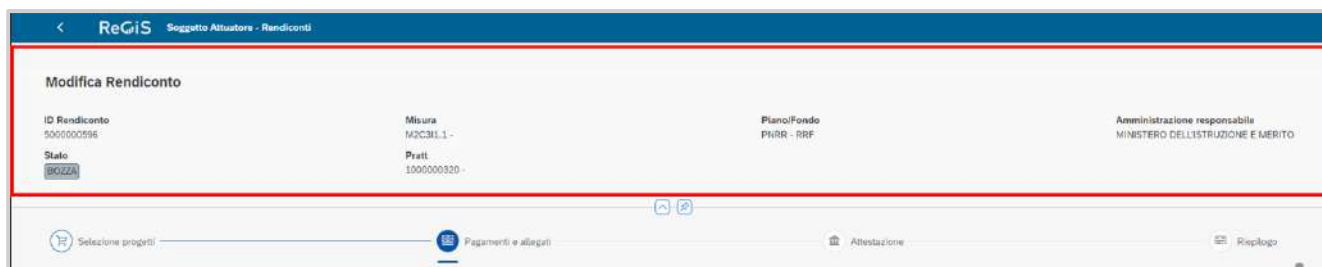 ReGiS Soggetto Attuatore - Rendiconti
Modifica Rendiconto
ID Rendiconto Misura Piano/Fondo Amministrazione responsabile
5000000596 M2C3I1.1 - PNRR - RRF MINISTERO DELL'ISTRUZIONE E MERITO
Stato Pratt
BOZZA 1000000320 -
Selezione progetti Pagamenti e allegati Attestazione Riepilogo